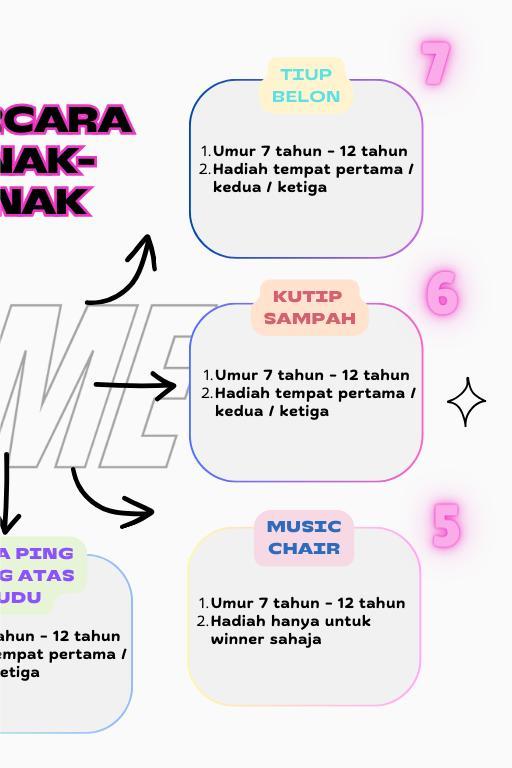 7
TIUP
BELON
1. Umur 7 tahun - 12 tahun
2. Hadiah tempat pertama /
kedua / ketiga
NAK-
NAK
6
KUTIP
SAMPAH
1. Umur 7 tahun - 12 tahun
2. Hadiah tempat pertama /
kedua / ketiga
ME
5
MUSIC
CHAIR
1. Umur 7 tahun - 12 tahun
2. Hadiah hanya untuk
winner sahaja
A PING
G ATAS
UDU
ahun - 12 tahun
empat pertama /
etiga